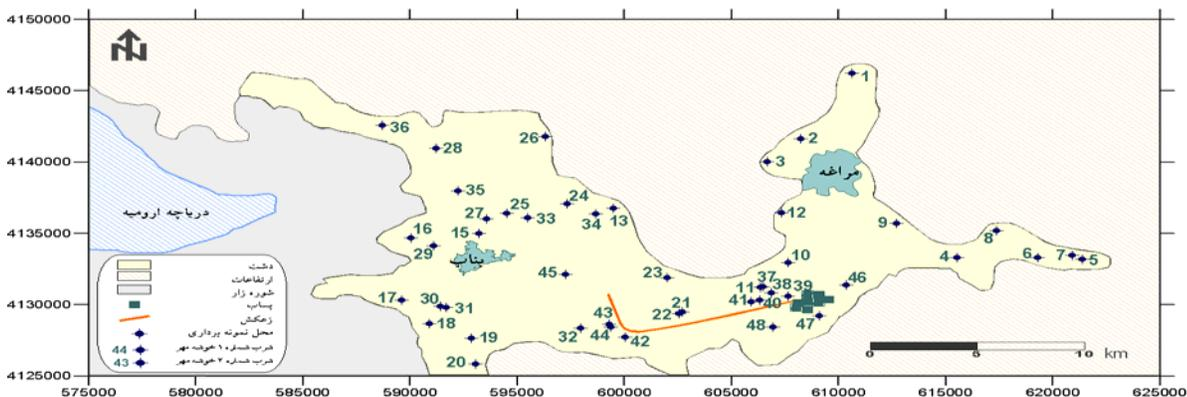 4150000
4145000
4140000
4135000
4130000
4125000
575000 580000 585000 590000 595000 600000 605000 610000 615000 620000 625000
N
1
2
3
مراغه
36
28
26
35
27 25 33 24 34 13
12
9
8
4 6 7 5
دریاچه ارومیه
16
15
29
بناب
45
23
10
37
11 38 39
41 40
46
17 30 31
18
19
20
32 43 44 42
22 21
48 47
دشت
ارتفاعات
شوره زار
پساب
زهکش
محل نمونه برداری
44 شرب شماره ۱ خوشه مهر
43 شرب شماره ۲ خوشه مهر
0 5 10 km